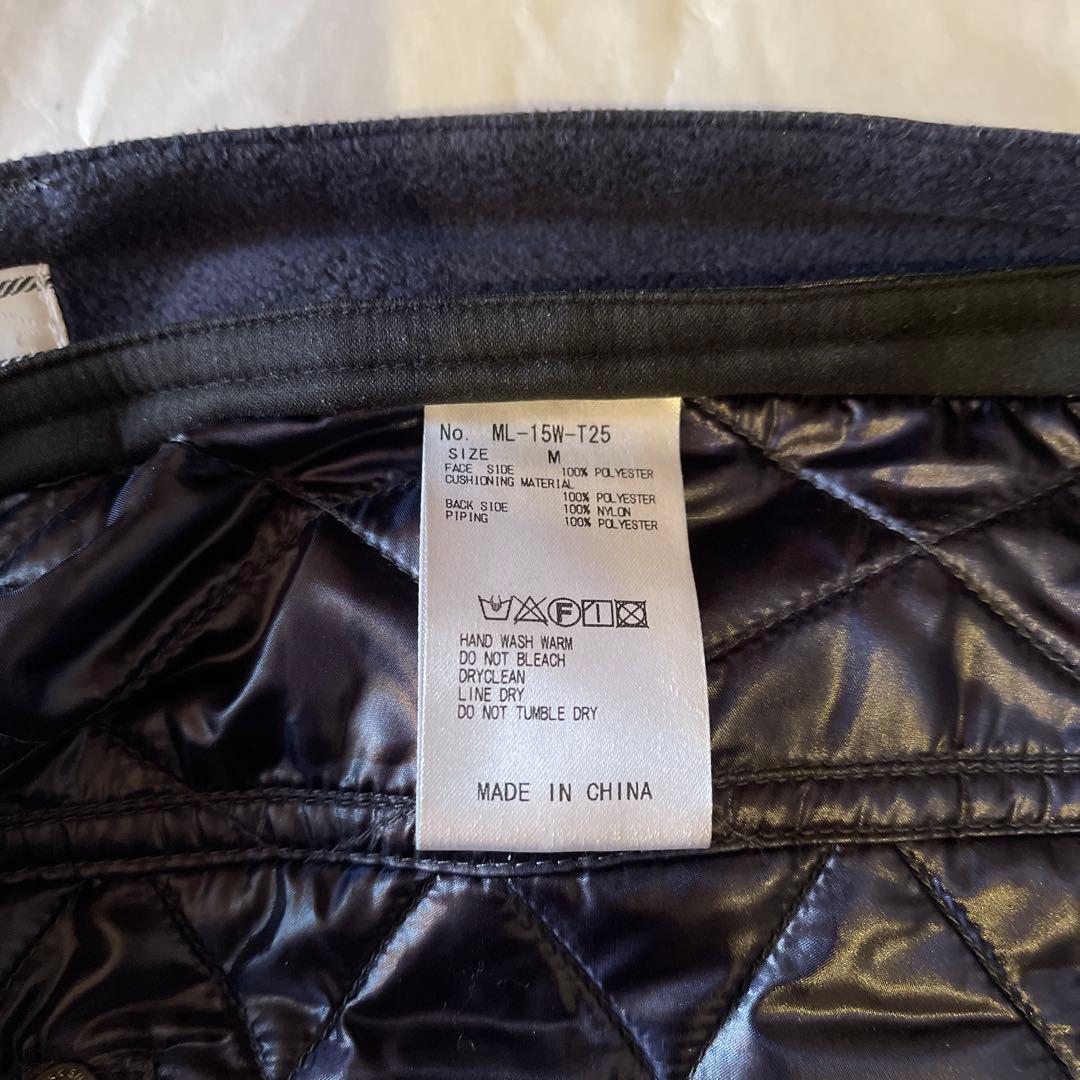 No. ML-15W-T25
SIZE M
FACE SIDE 100% POLYESTER
CUSHIONING MATERIAL
100% POLYESTER
BACK SIDE 100% NYLON
PIPING 100% POLYESTER
F
HAND WASH WARM
DO NOT BLEACH
DRYCLEAN
LINE DRY
DO NOT TUMBLE DRY
MADE IN CHINA